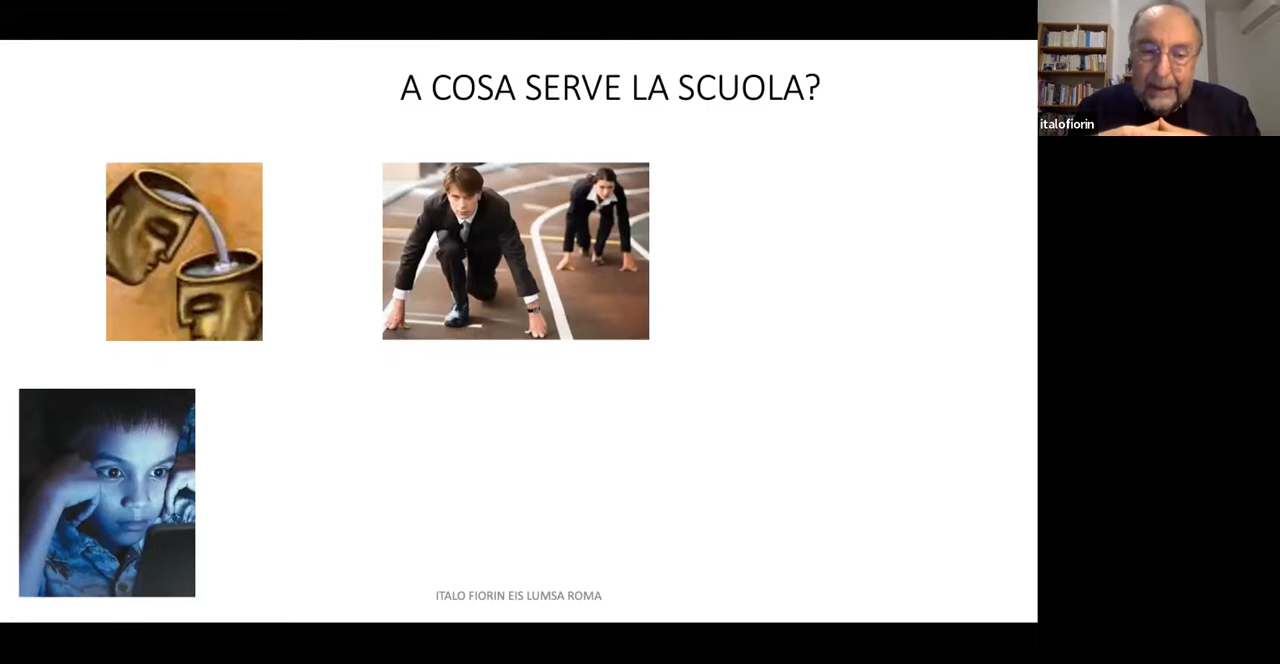 A COSA SERVE LA SCUOLA?
italofiorin
ITALO FIORIN EIS LUMSA ROMA